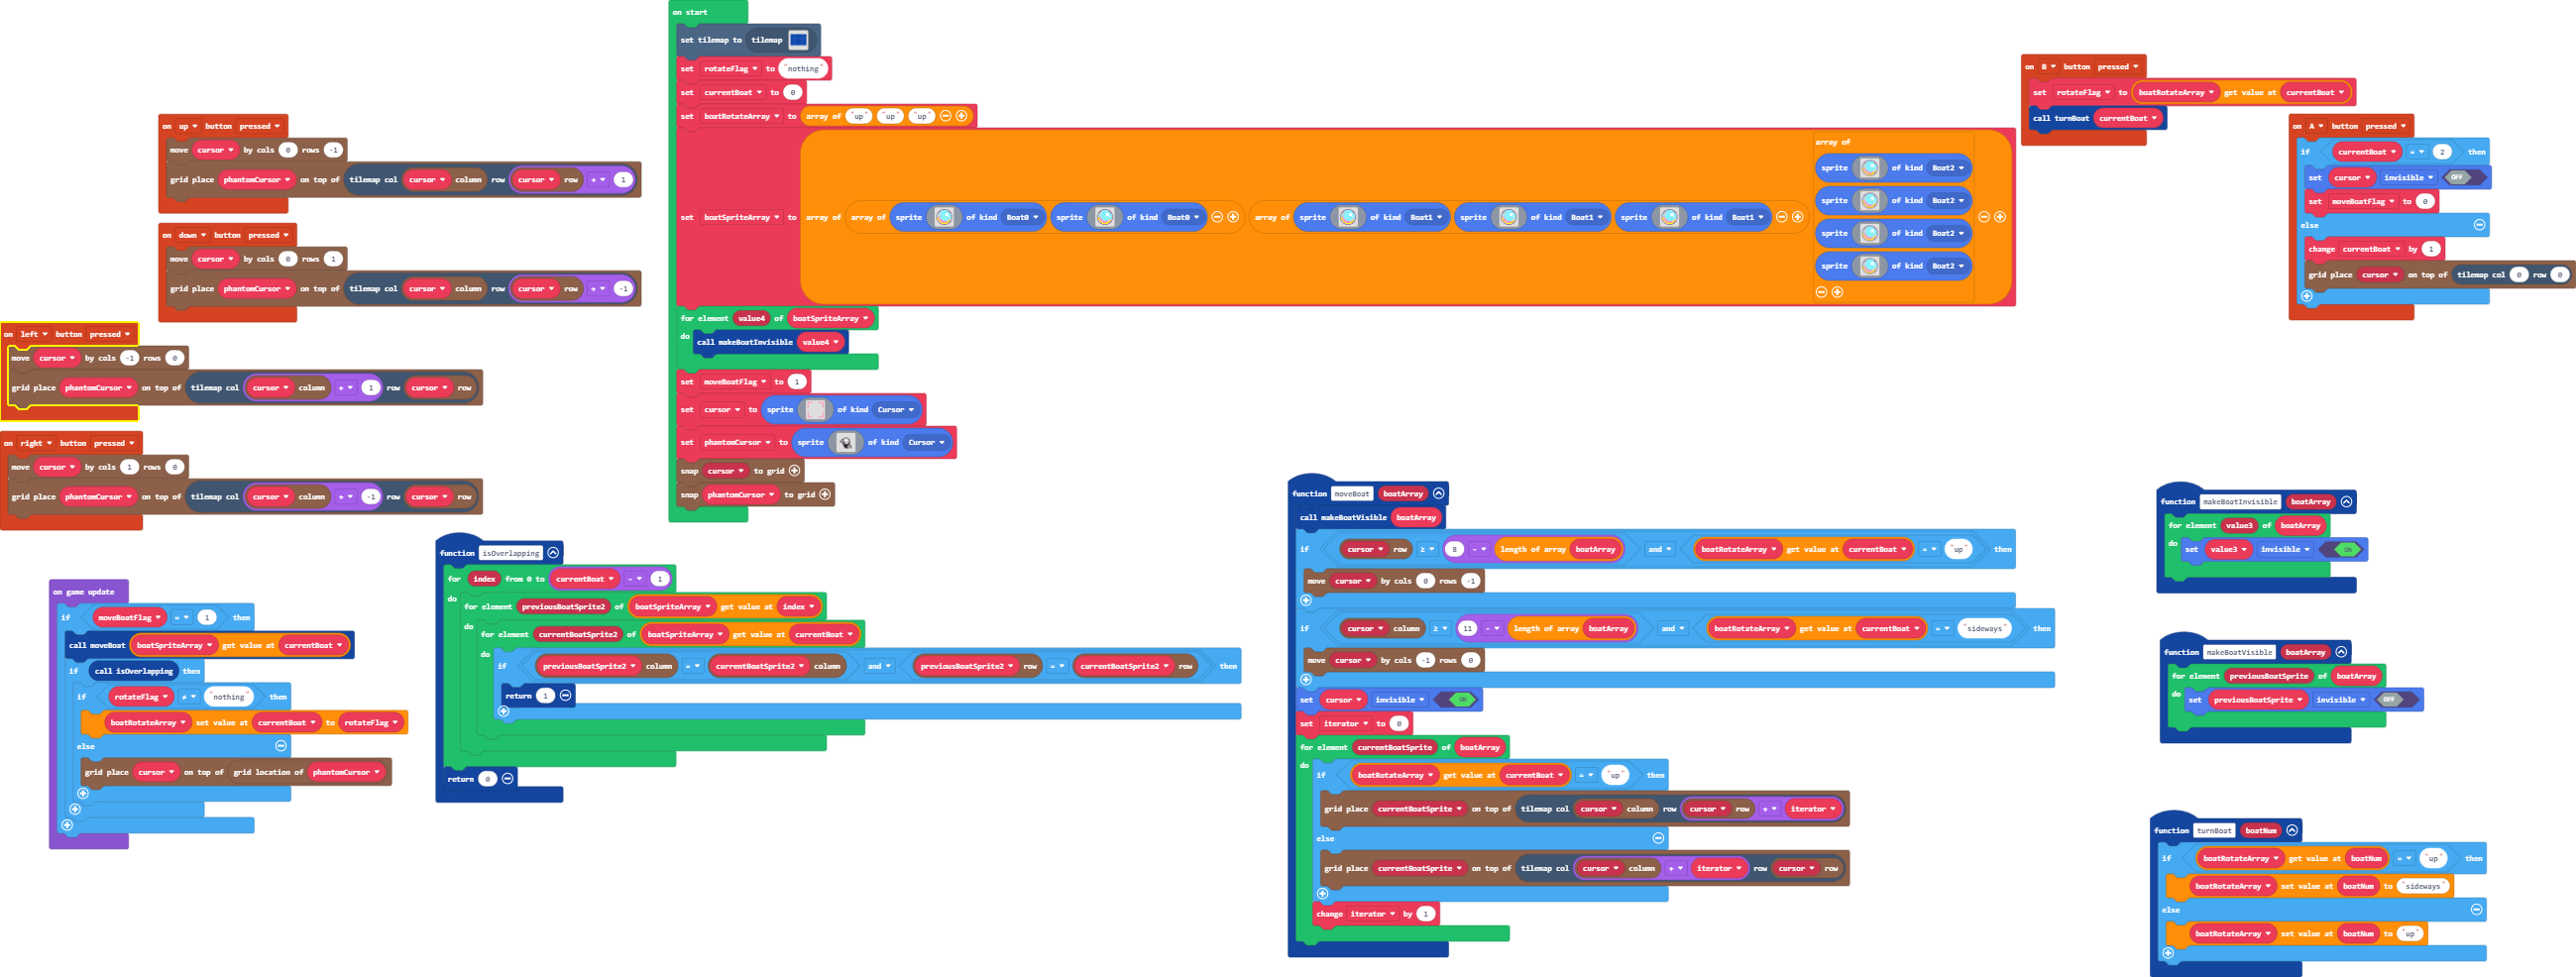 on start
set tilemap to tilemap
set rotateFlag to "nothing"
set currentBoat to 0
set boatRotateArray to array of "up" "up" "up"
set boatSpriteArray to array of array of sprite of kind Boat0 sprite of kind Boat0 array of sprite of kind Boat1 sprite of kind Boat1 sprite of kind Boat1
array of
sprite of kind Boat2
sprite of kind Boat2
sprite of kind Boat2
sprite of kind Boat2
for element value4 of boatSpriteArray
do
call makeBoatInvisible value4
set moveBoatFlag to 1
set cursor to sprite of kind Cursor
set phantomCursor to sprite of kind Cursor
snap cursor to grid
snap phantomCursor to grid
on up button pressed
move cursor by cols 0 rows -1
grid place phantomCursor on top of tilemap col cursor column row cursor row + 1
on down button pressed
move cursor by cols 0 rows 1
grid place phantomCursor on top of tilemap col cursor column row cursor row + -1
on left button pressed
move cursor by cols -1 rows 0
grid place phantomCursor on top of tilemap col cursor column + 1 row cursor row
on right button pressed
move cursor by cols 1 rows 0
grid place phantomCursor on top of tilemap col cursor column + -1 row cursor row
on B button pressed
set rotateFlag to boatRotateArray get value at currentBoat
call turnBoat currentBoat
on A button pressed
if currentBoat = 2 then
set cursor invisible OFF
set moveBoatFlag to 0
else
change currentBoat by 1
grid place cursor on top of tilemap col 0 row 0
on game update
if moveBoatFlag = 1 then
call moveBoat boatSpriteArray get value at currentBoat
if call isOverlapping then
if rotateFlag ≠ "nothing" then
boatRotateArray set value at currentBoat to rotateFlag
else
grid place cursor on top of grid location of phantomCursor
function isOverlapping
for index from 0 to currentBoat - 1
do
for element previousBoatSprite2 of boatSpriteArray get value at index
do
for element currentBoatSprite2 of boatSpriteArray get value at currentBoat
do
if previousBoatSprite2 column = currentBoatSprite2 column and previousBoatSprite2 row = currentBoatSprite2 row then
return 1
return 0
function moveBoat boatArray
call makeBoatVisible boatArray
if cursor row ≥ 8 - length of array boatArray and boatRotateArray get value at currentBoat = "up" then
move cursor by cols 0 rows -1
if cursor column ≥ 11 - length of array boatArray and boatRotateArray get value at currentBoat = "sideways" then
move cursor by cols -1 rows 0
set cursor invisible ON
set iterator to 0
for element currentBoatSprite of boatArray
do
if boatRotateArray get value at currentBoat = "up" then
grid place currentBoatSprite on top of tilemap col cursor column row cursor row + iterator
else
grid place currentBoatSprite on top of tilemap col cursor column + iterator row cursor row
change iterator by 1
function makeBoatInvisible boatArray
for element value3 of boatArray
do
set value3 invisible ON
function makeBoatVisible boatArray
for element previousBoatSprite of boatArray
do
set previousBoatSprite invisible OFF
function turnBoat boatNum
if boatRotateArray get value at boatNum = "up" then
boatRotateArray set value at boatNum to "sideways"
else
boatRotateArray set value at boatNum to "up"